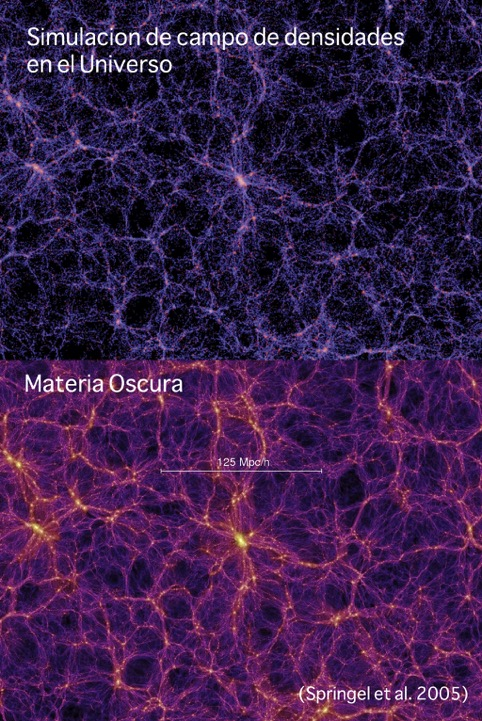 Simulacion de campo de densidades
en el Universo
Materia Oscura
125 Mpc/h
(Springel et al. 2005)